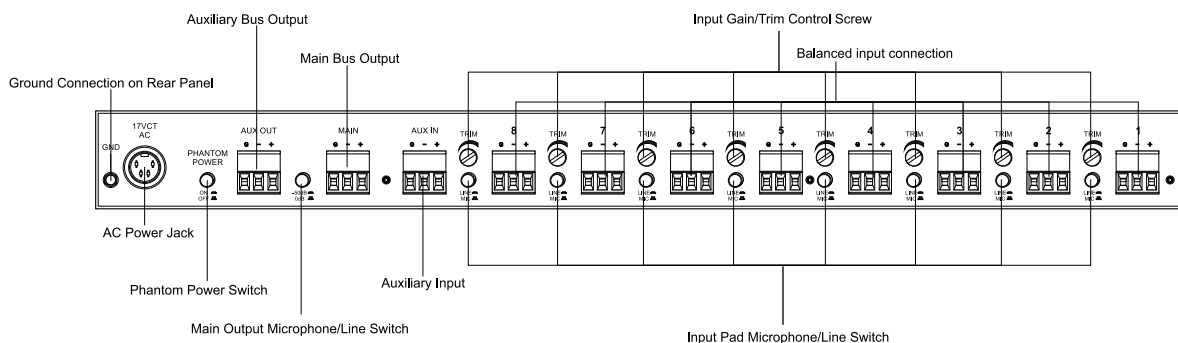 Auxiliary Bus Output
Input Gain/Trim Control Screw
Main Bus Output
Balanced input connection
Ground Connection on Rear Panel
17VCT
AC
GND
PHANTOM
POWER
ON
OFF
AUX OUT
G - +
-50dB
0dB
MAIN
G - +
AUX IN
G - +
TRIM
LINE
MIC
8
G - +
TRIM
LINE
MIC
7
G - +
TRIM
LINE
MIC
6
G - +
TRIM
LINE
MIC
5
G - +
TRIM
LINE
MIC
4
G - +
TRIM
LINE
MIC
3
G - +
TRIM
LINE
MIC
2
G - +
TRIM
LINE
MIC
1
G - +
AC Power Jack
Phantom Power Switch
Auxiliary Input
Main Output Microphone/Line Switch
Input Pad Microphone/Line Switch